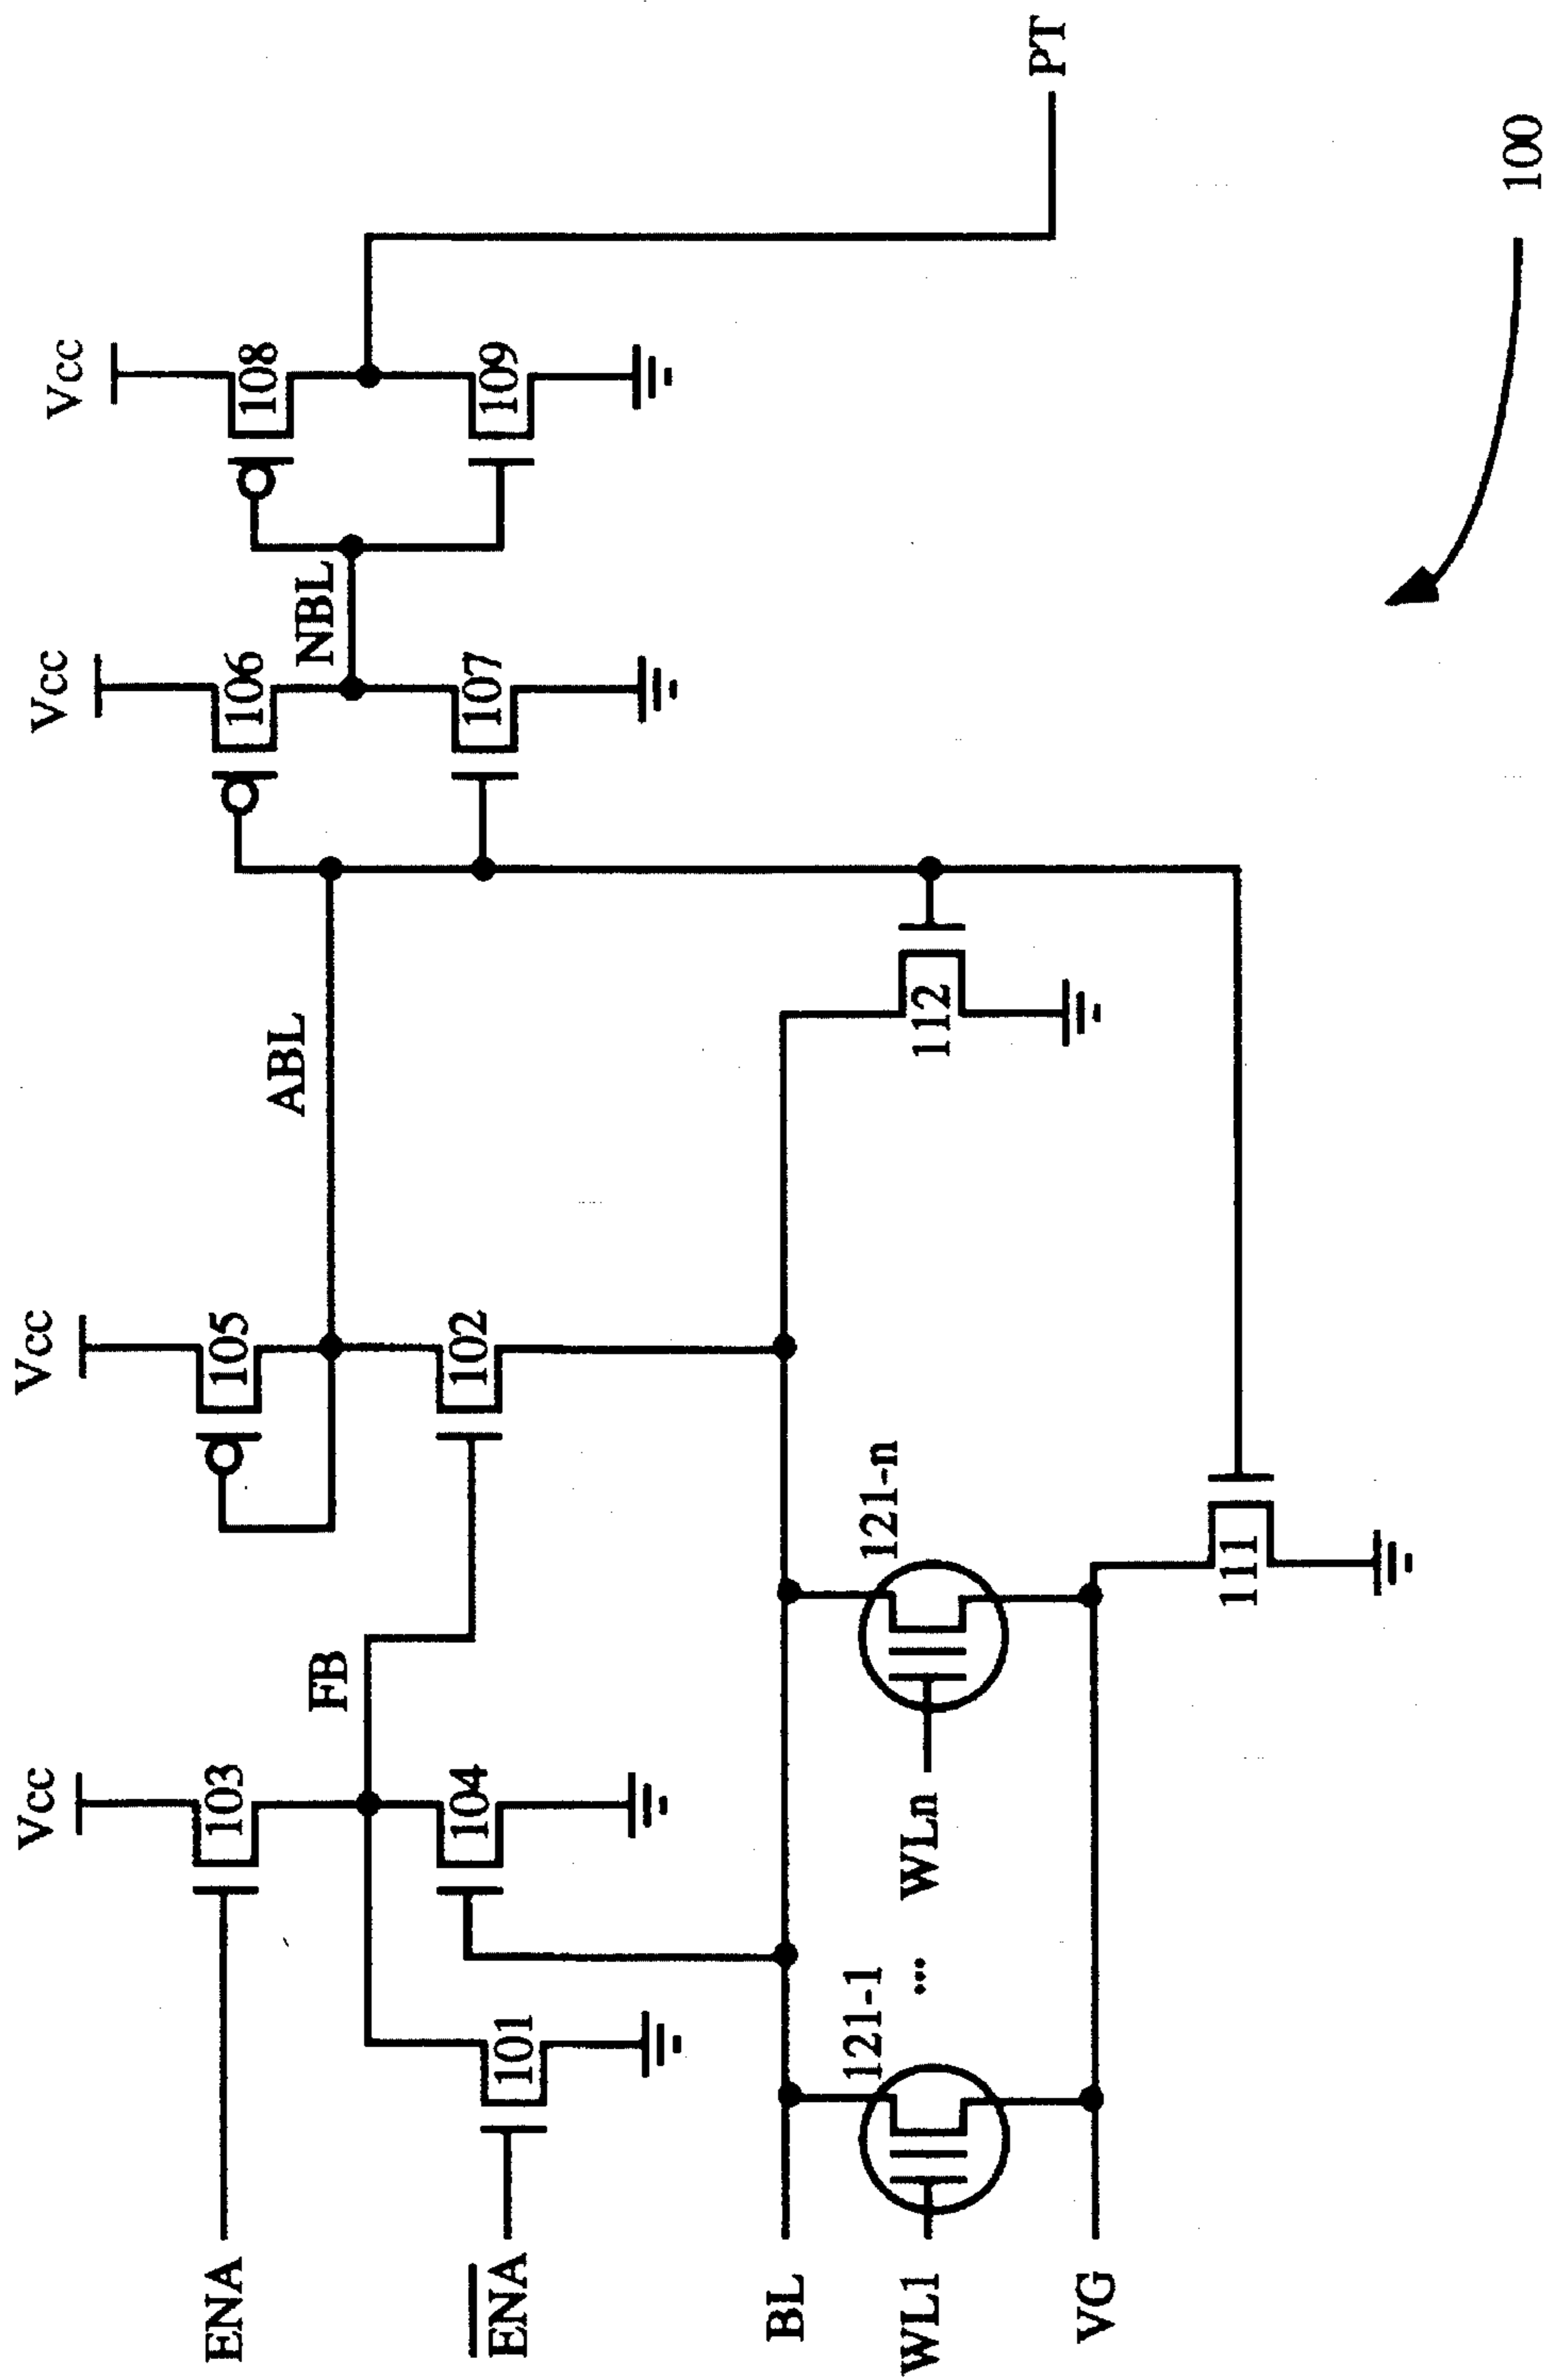 Vcc
Vcc
Vcc
Vcc
ENA
103
FB
105
ABL
106
NBL
108
PT
E̅N̅A̅
101
104
102
107
109
BL
121-1
121-n
112
WL1
...
WLn
VG
111
100